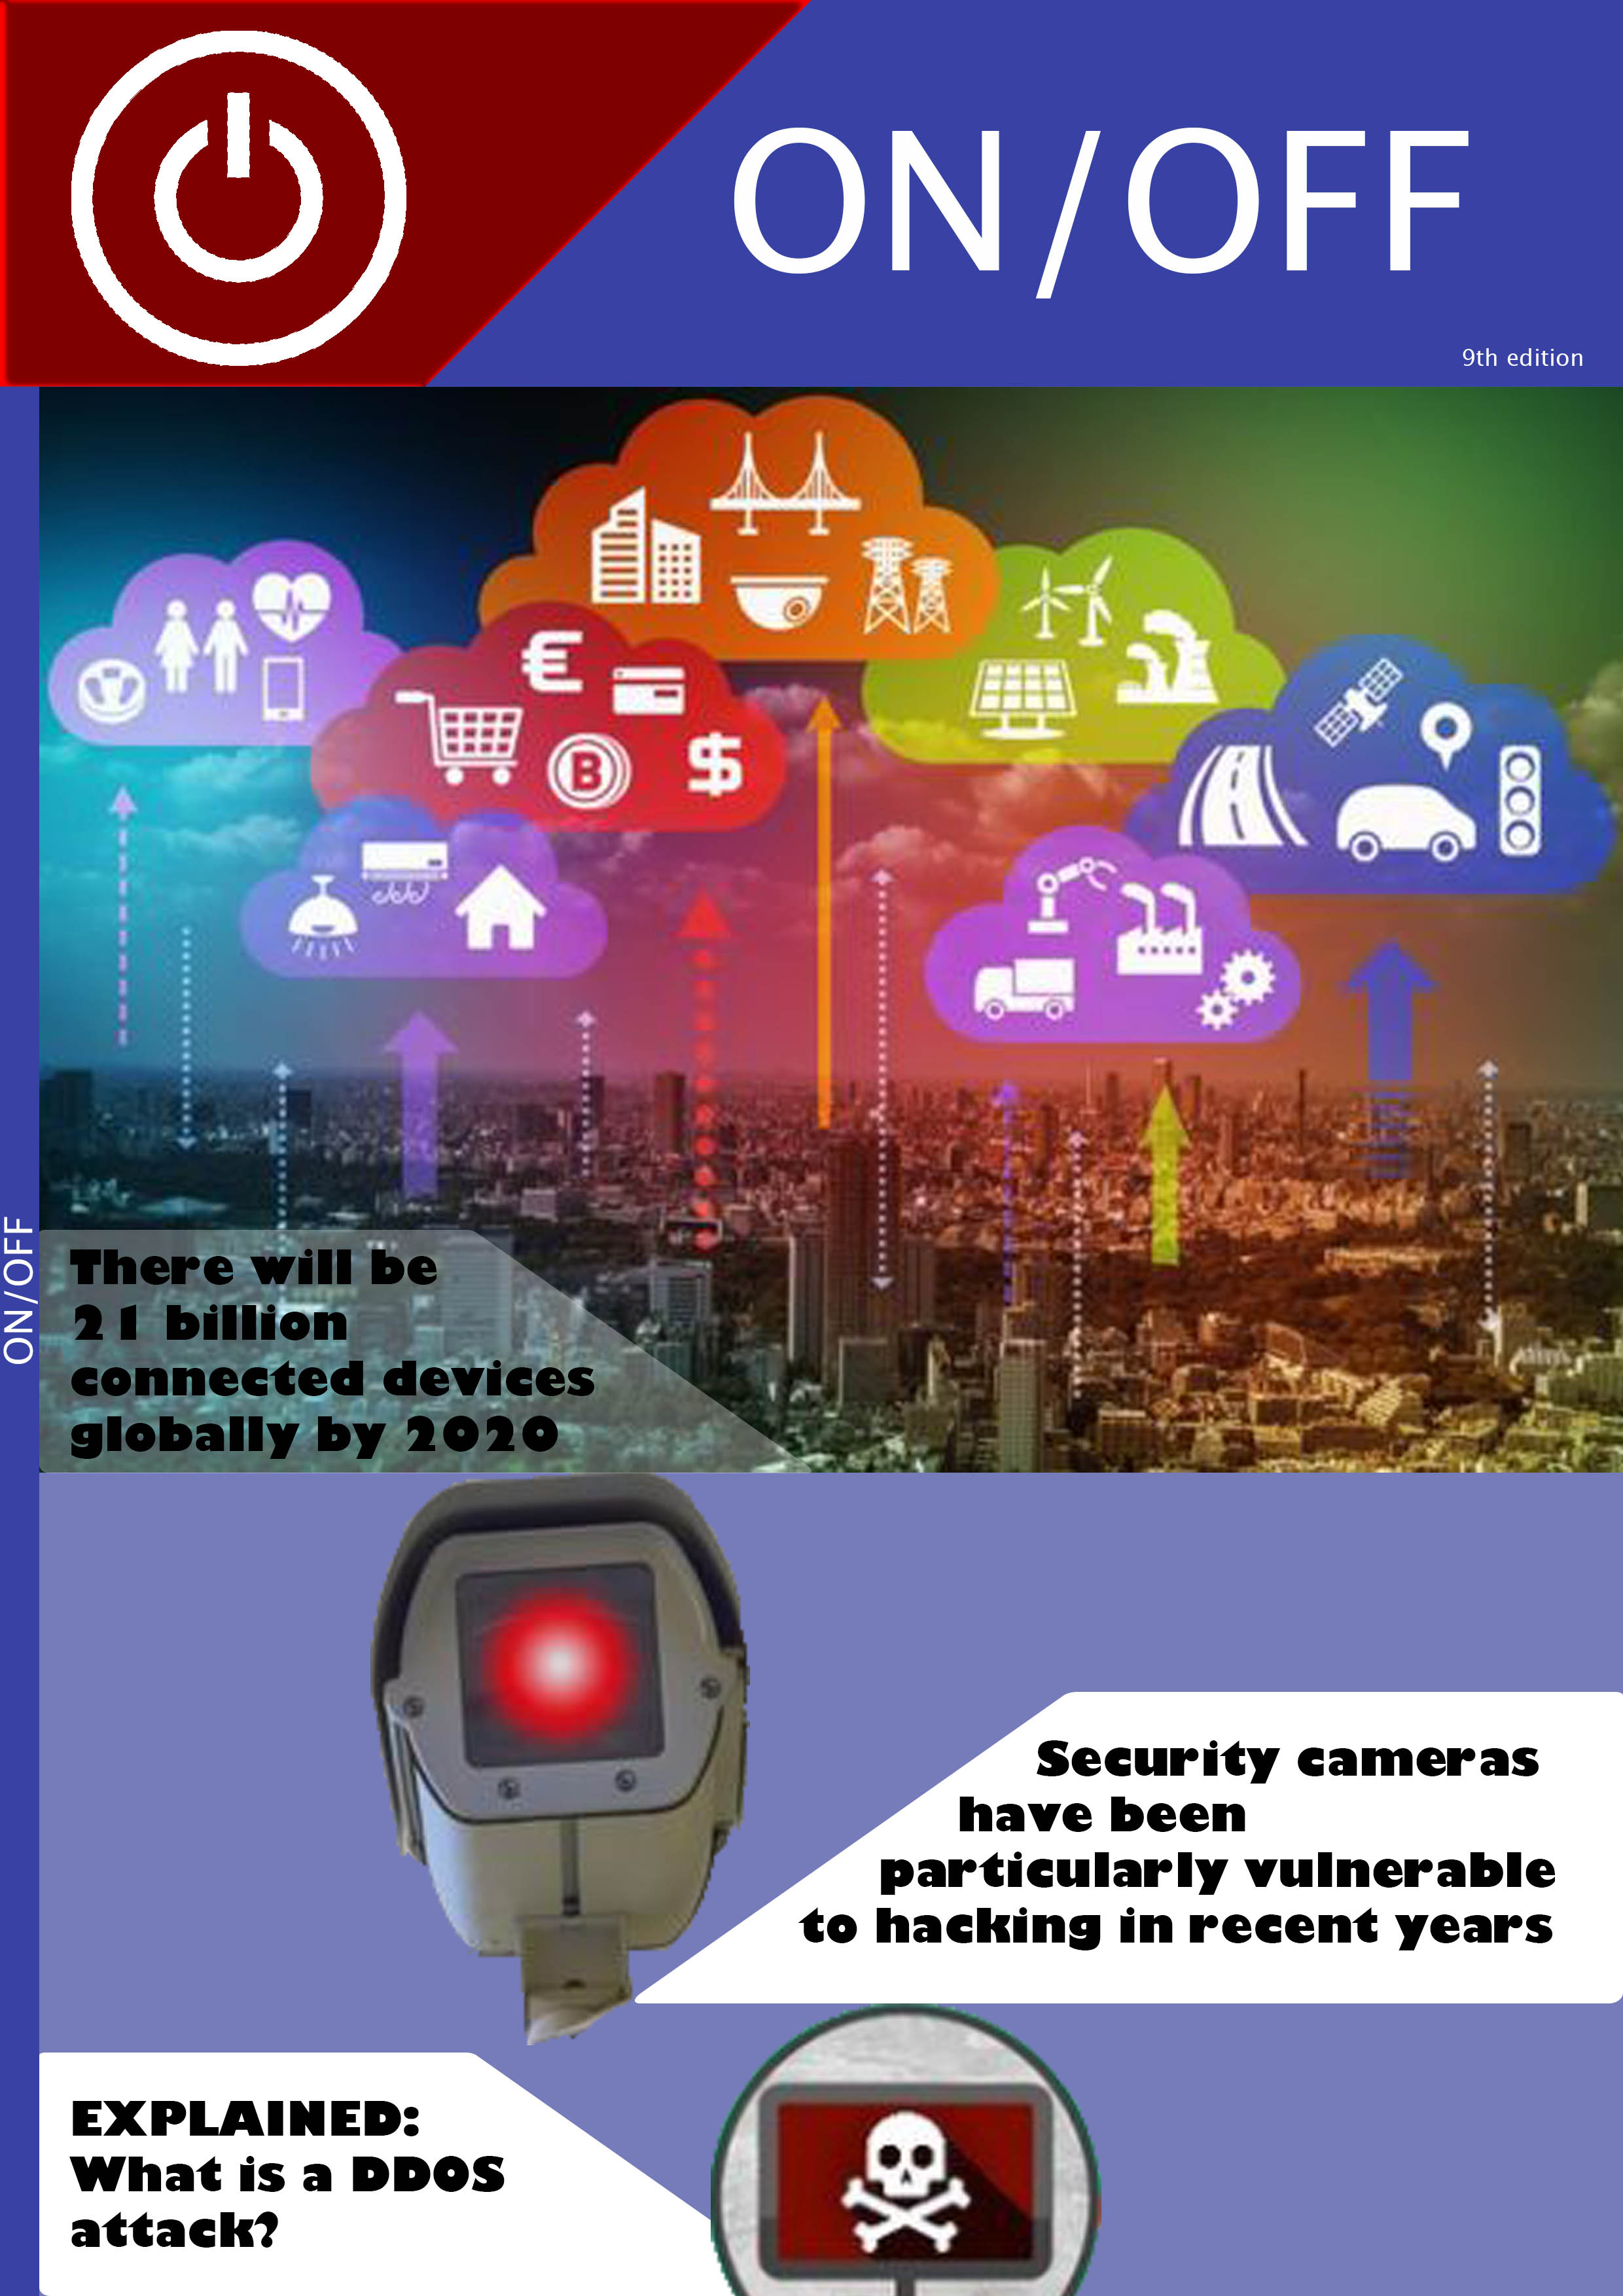 ON/OFF
9th edition
ON/OFF
There will be
21 billion
connected devices
globally by 2020
Security cameras
have been
particularly vulnerable
to hacking in recent years
EXPLAINED:
What is a DDOS
attack?